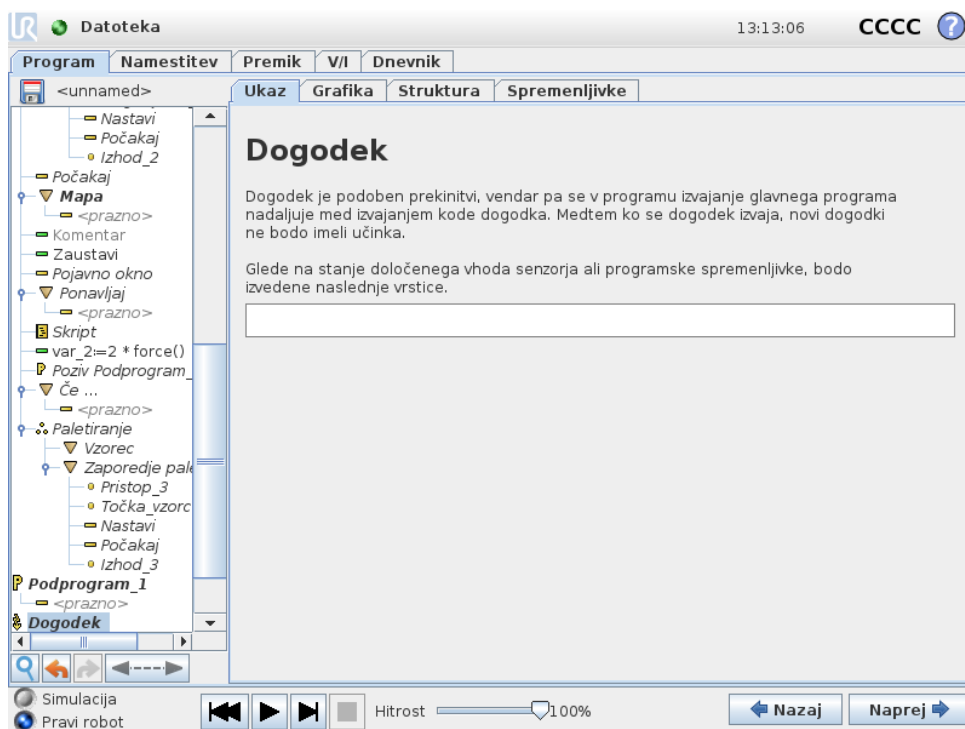 UR Datoteka 13:13:06 CCCC ?
Program Namestitev Premik V/I Dnevnik
<unnamed>
Ukaz Grafika Struktura Spremenljivke
Nastavi
Počakaj
Izhod_2
Počakaj
Mapa
<prazno>
Komentar
Zaustavi
Pojavno okno
Ponavljaj
<prazno>
Skript
var_2:=2 * force()
Poziv Podprogram_
Če ...
<prazno>
Paletiranje
Vzorec
Zaporedje pale
Pristop_3
Točka_vzorc
Nastavi
Počakaj
Izhod_3
Podprogram_1
<prazno>
Dogodek
Dogodek
Dogodek je podoben prekinitvi, vendar pa se v programu izvajanje glavnega programa
nadaljuje med izvajanjem kode dogodka. Medtem ko se dogodek izvaja, novi dogodki
ne bodo imeli učinka.
Glede na stanje določenega vhoda senzorja ali programske spremenljivke, bodo
izvedene naslednje vrstice.
Simulacija
Pravi robot
Hitrost 100%
Nazaj Naprej